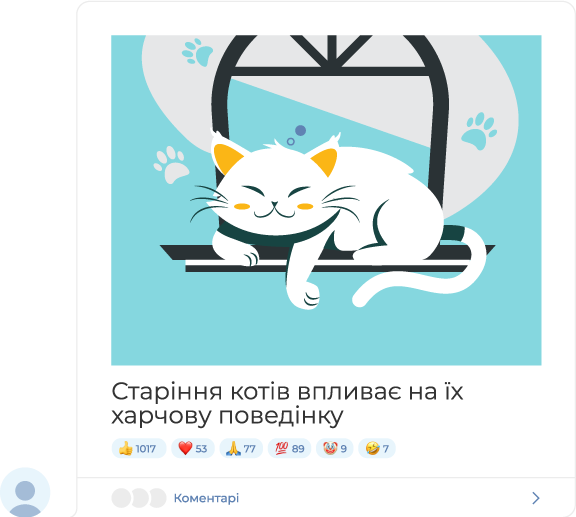 Старіння котів впливає на їх
харчову поведінку
👍 1017 ❤️ 53 🙏 77 💯 89 🤡 9 🤣 7
Коментарі